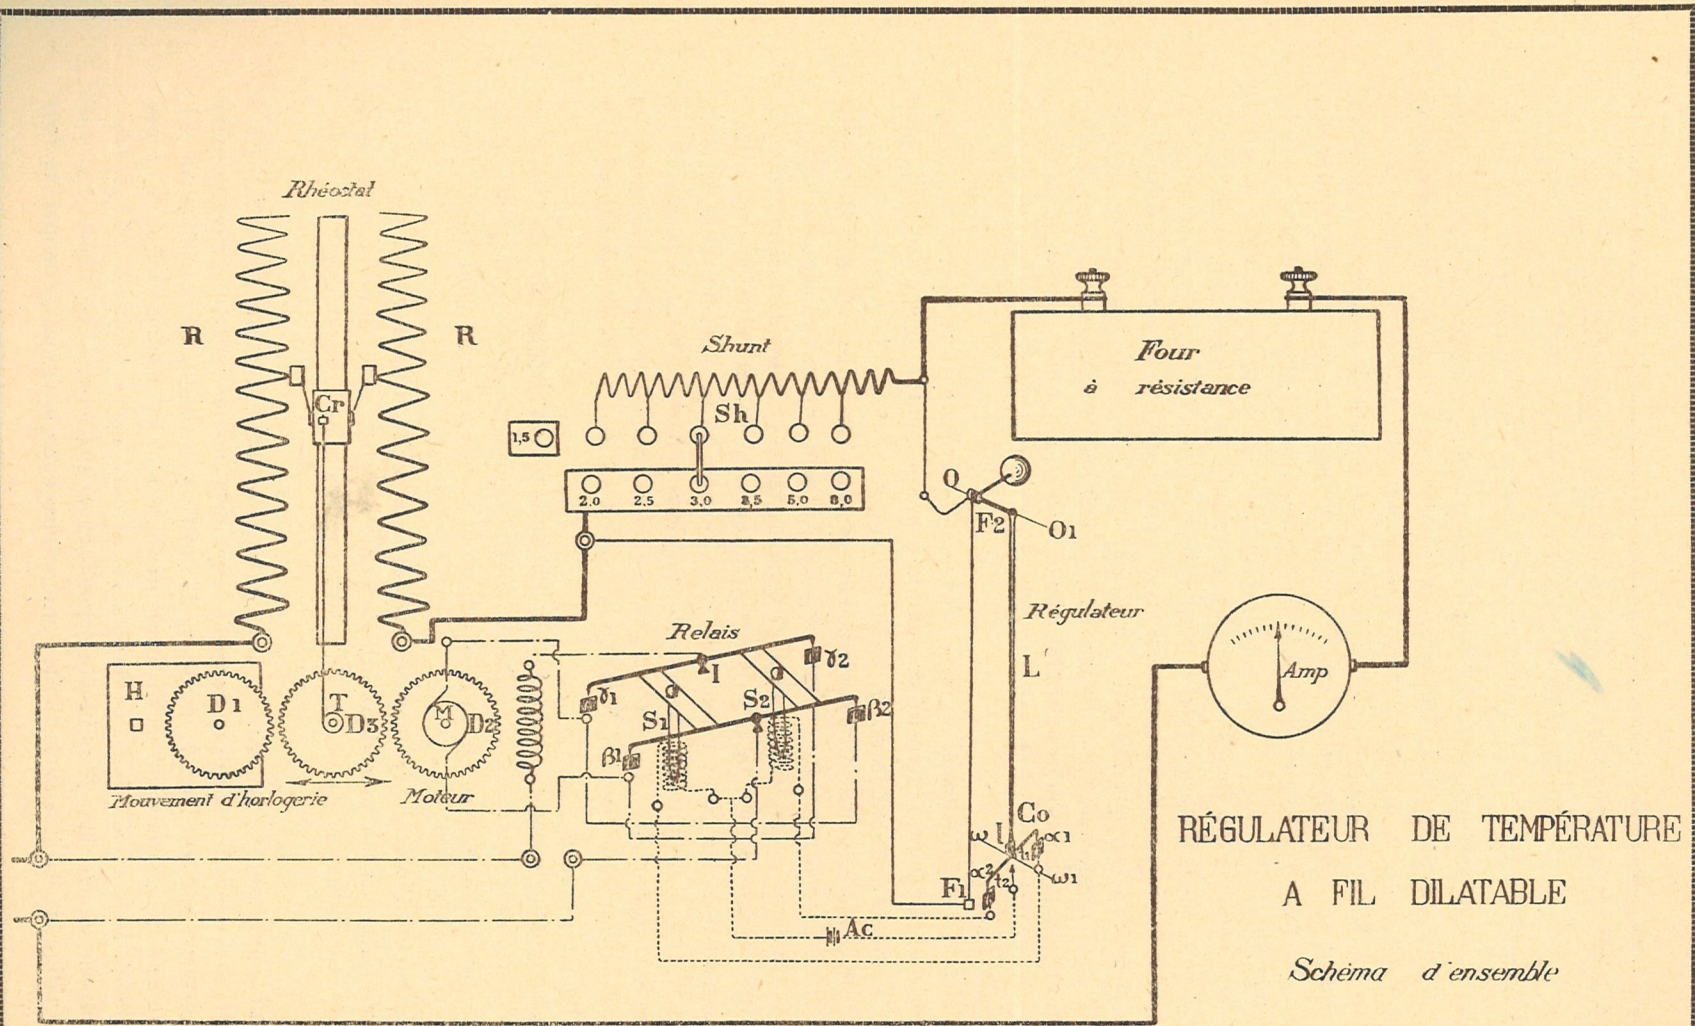 Rhéostat
R
R
Cr
Shunt
Sh
1,5
2,0 2,5 3,0 3,5 5,0 8,0
Four
à résistance
O
F2
O1
Régulateur
L
Amp
Relais
I
γ1
γ2
S1
S2
β1
β2
H
D1
T
D3
M
D2
Mouvement d'horlogerie
Moteur
Co
ω
l
α1
t1
α2
t2
ω1
F1
Ac
RÉGULATEUR DE TEMPÉRATURE
A FIL DILATABLE
Schéma d'ensemble